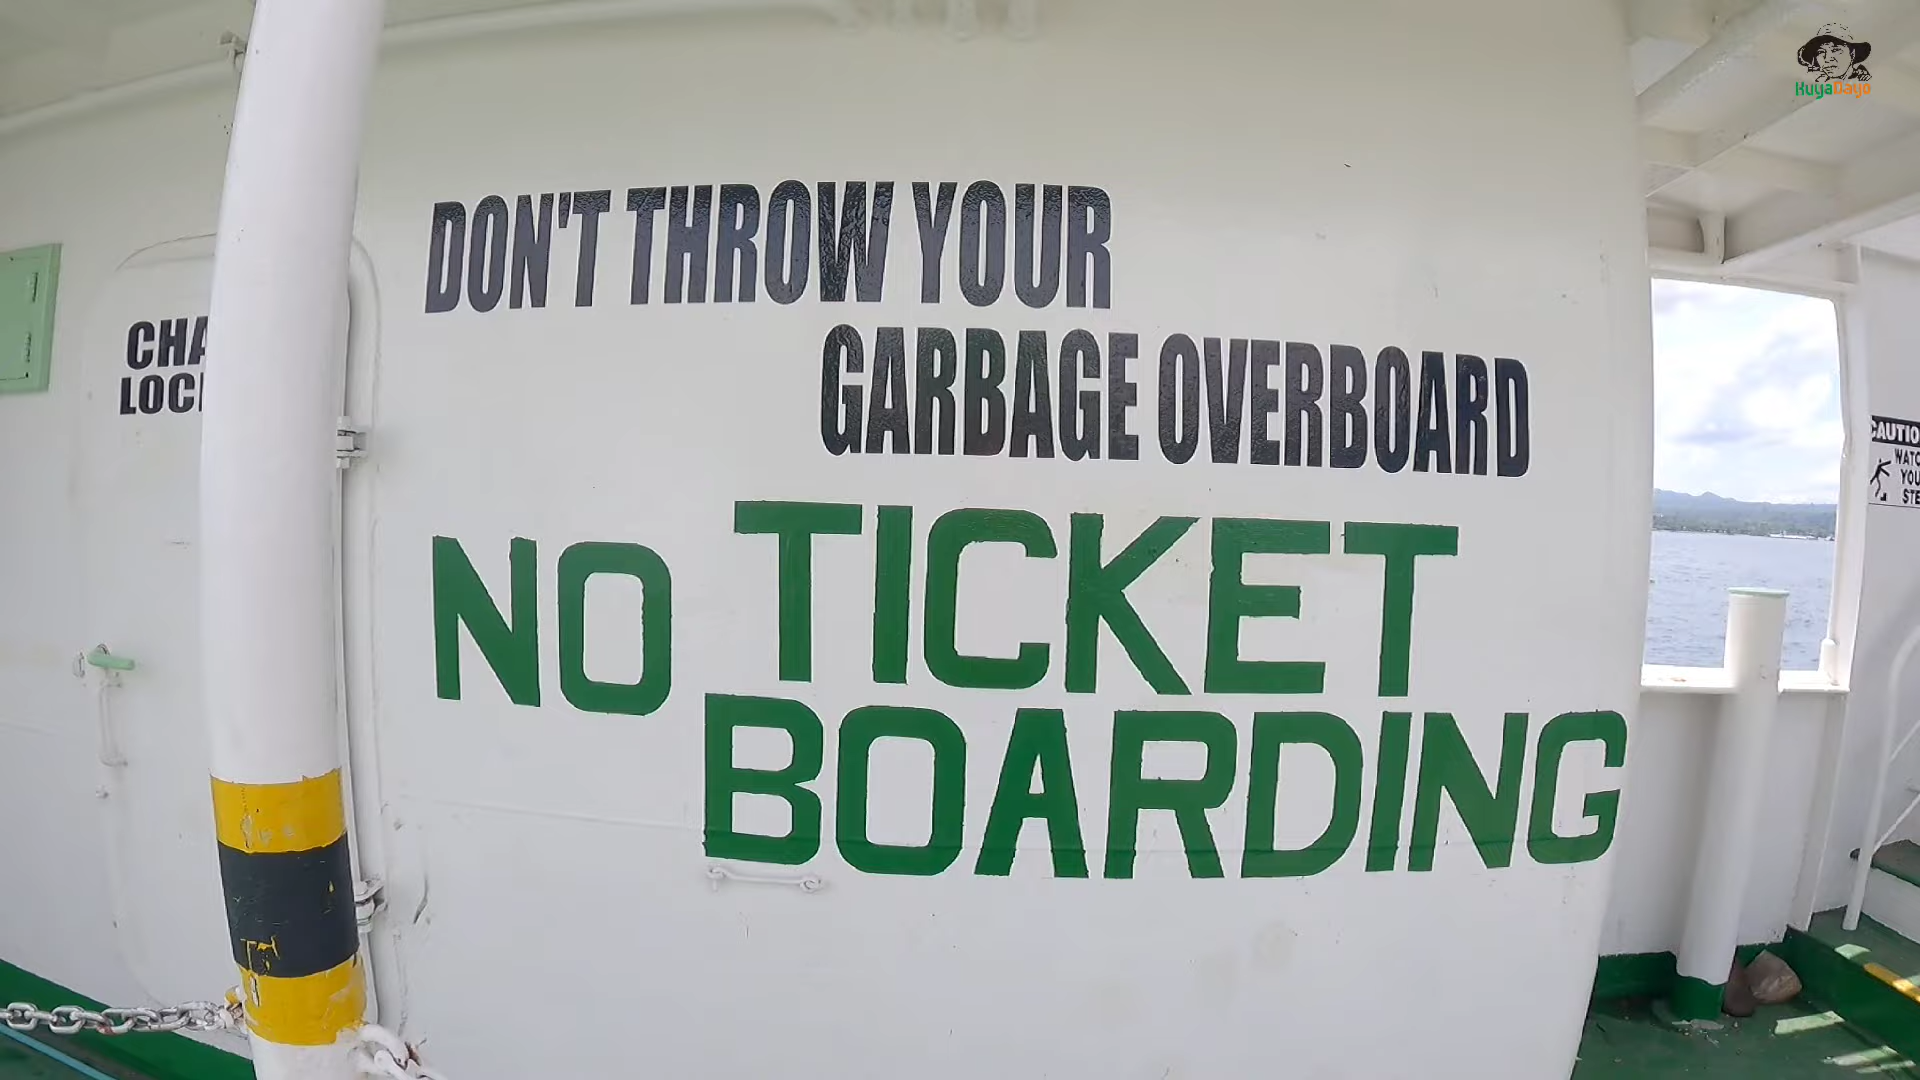 KuyaDayo
DON'T THROW YOUR
GARBAGE OVERBOARD
NO TICKET
BOARDING